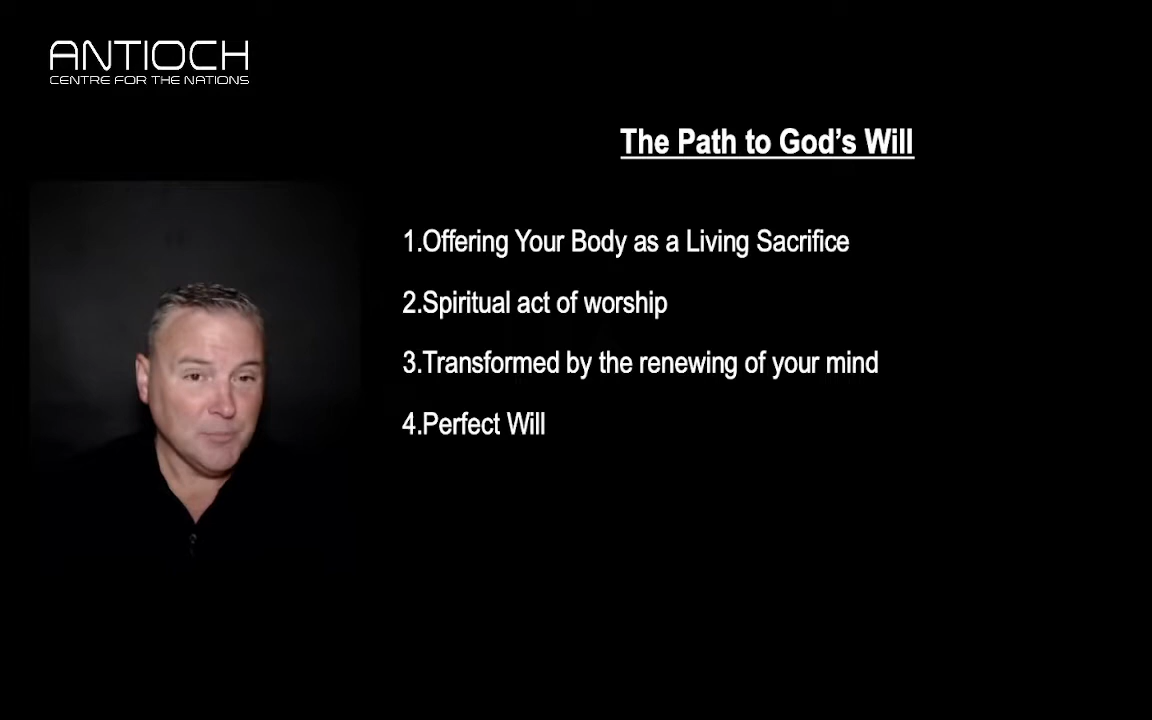 ANTIOCH
CENTRE FOR THE NATIONS
The Path to God's Will
1.Offering Your Body as a Living Sacrifice
2.Spiritual act of worship
3.Transformed by the renewing of your mind
4.Perfect Will